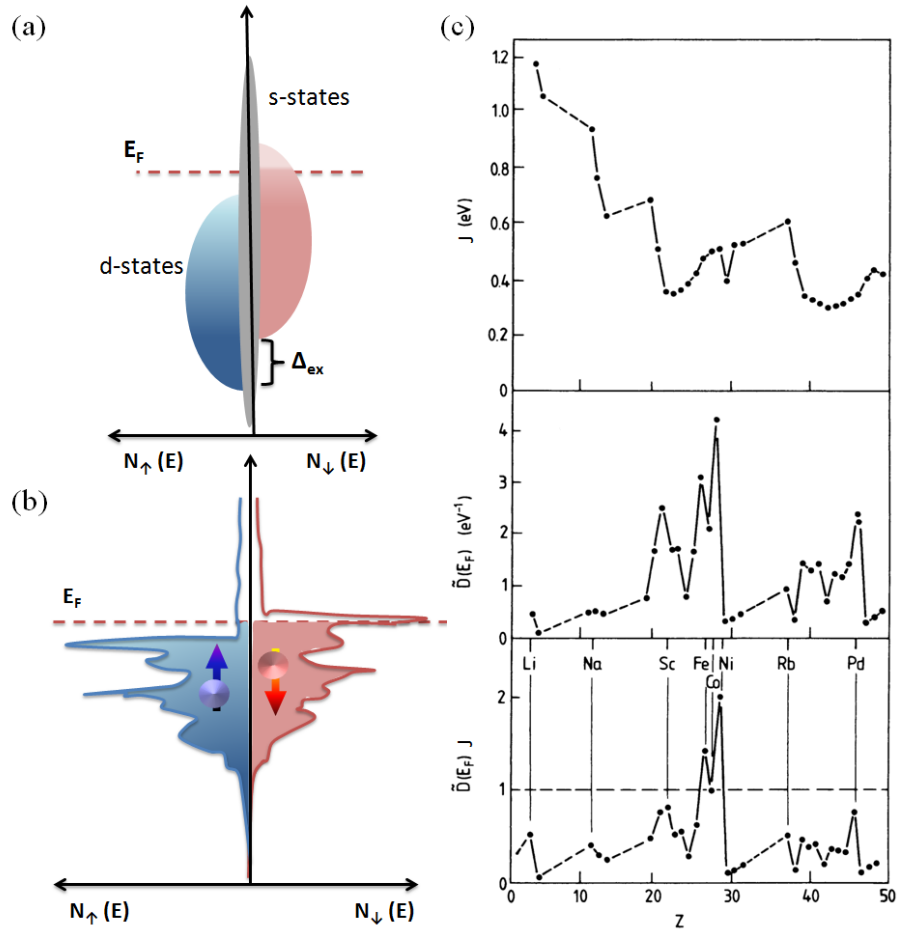 (a)
s-states
E_F
d-states
Δ_ex
N↑ (E)
N↓ (E)
(b)
E_F
N↑ (E)
N↓ (E)
(c)
1.2
1.0
0.8
0.6
0.4
0.2
0
J (eV)
4
3
2
1
0
D̃(E_F) (eV⁻¹)
Li
Na
Sc
Fe
Co
Ni
Rb
Pd
2
1
0
D̃(E_F) J
0
10
20
30
40
50
Z